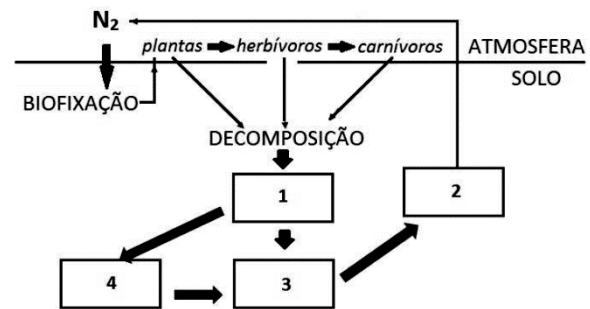 N₂
plantas herbívoros carnívoros ATMOSFERA
SOLO
BIOFIXAÇÃO
DECOMPOSIÇÃO
1
2
4
3